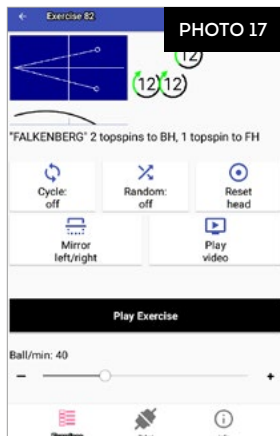 Exercise 82
PHOTO 17
12
12 12
"FALKENBERG" 2 topspins to BH, 1 topspin to FH
Cycle:
off
Random:
off
Reset
head
Mirror
left/right
Play
video
Play Exercise
Ball/min: 40
- +